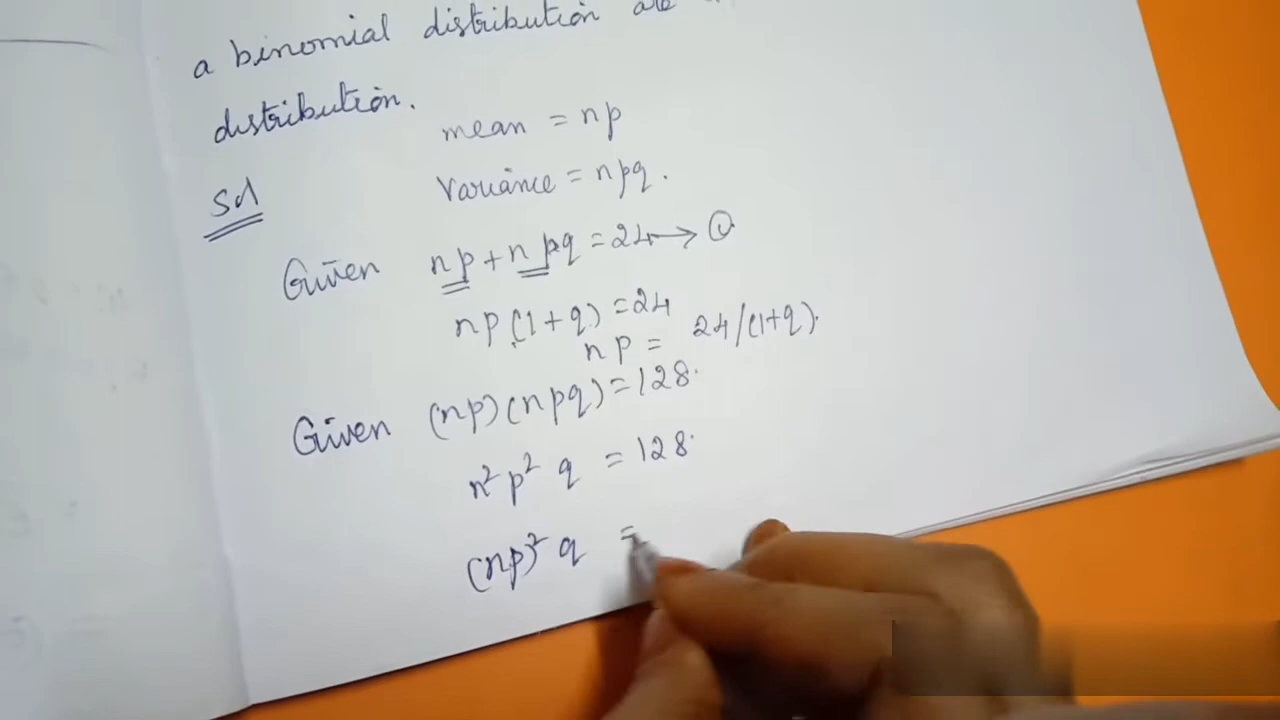 a binomial distribution are
distribution.
mean = np
Sol
Variance = npq.
Given np + npq = 24 → ①
np (1 + q) = 24
np = 24/(1+q).
Given (np) (npq) = 128.
n² p² q = 128.
(np)² q =